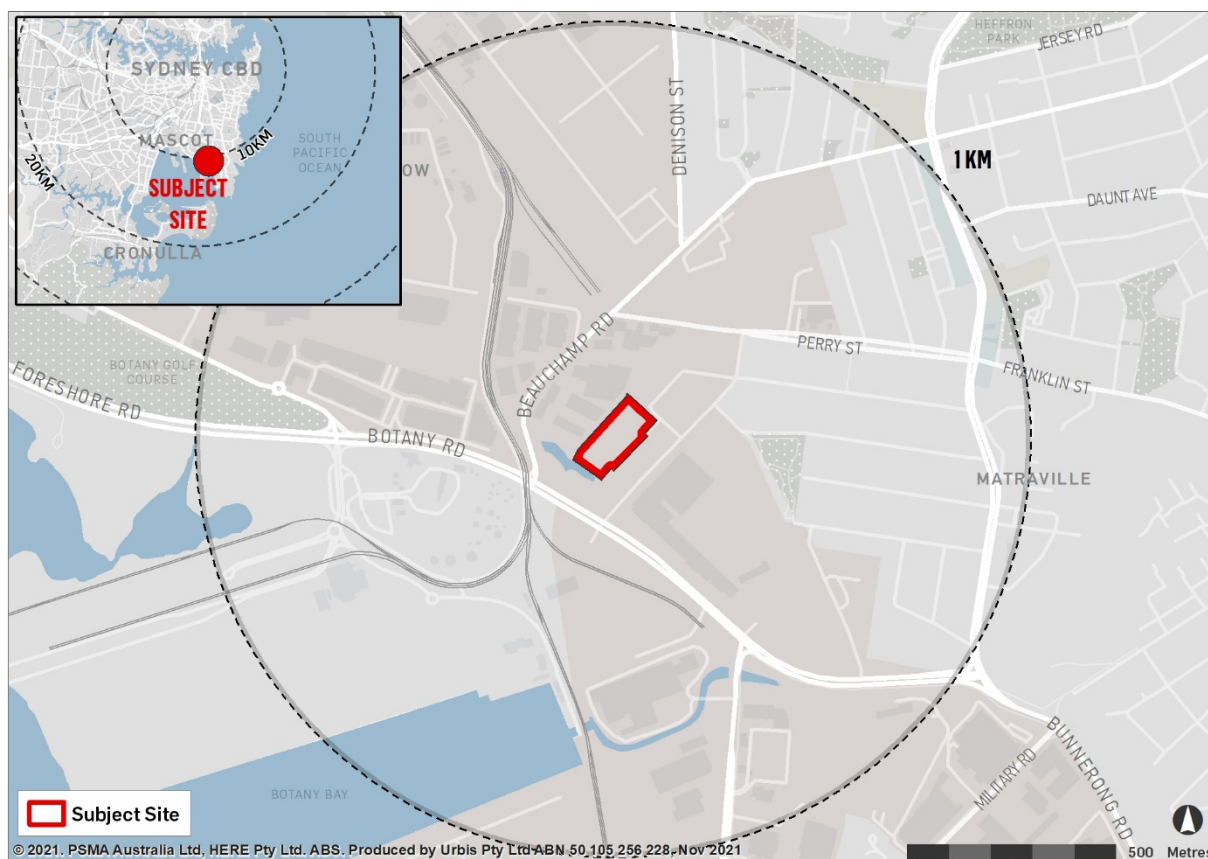 SYDNEY CBD
MASCOT
10KM
20KM
SOUTH
PACIFIC
OCEAN
SUBJECT
SITE
CRONULLA
HEFFRON
PARK
JERSEY RD
OW
DENISON ST
1 KM
DAUNT AVE
BEAUCHAMP RD
PERRY ST
FRANKLIN ST
BOTANY GOLF
COURSE
FORESHORE RD
BOTANY RD
MATRAVILLE
BOTANY BAY
MILITARY RD
BUNNERONG RD
Subject Site
© 2021. PSMA Australia Ltd, HERE Pty Ltd. ABS. Produced by Urbis Pty Ltd ABN 50 105 256 228, Nov 2021
500 Metres